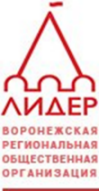 ЛИДЕР
ВОРОНЕЖСКАЯ
РЕГИОНАЛЬНАЯ
ОБЩЕСТВЕННАЯ
ОРГАНИЗАЦИЯ